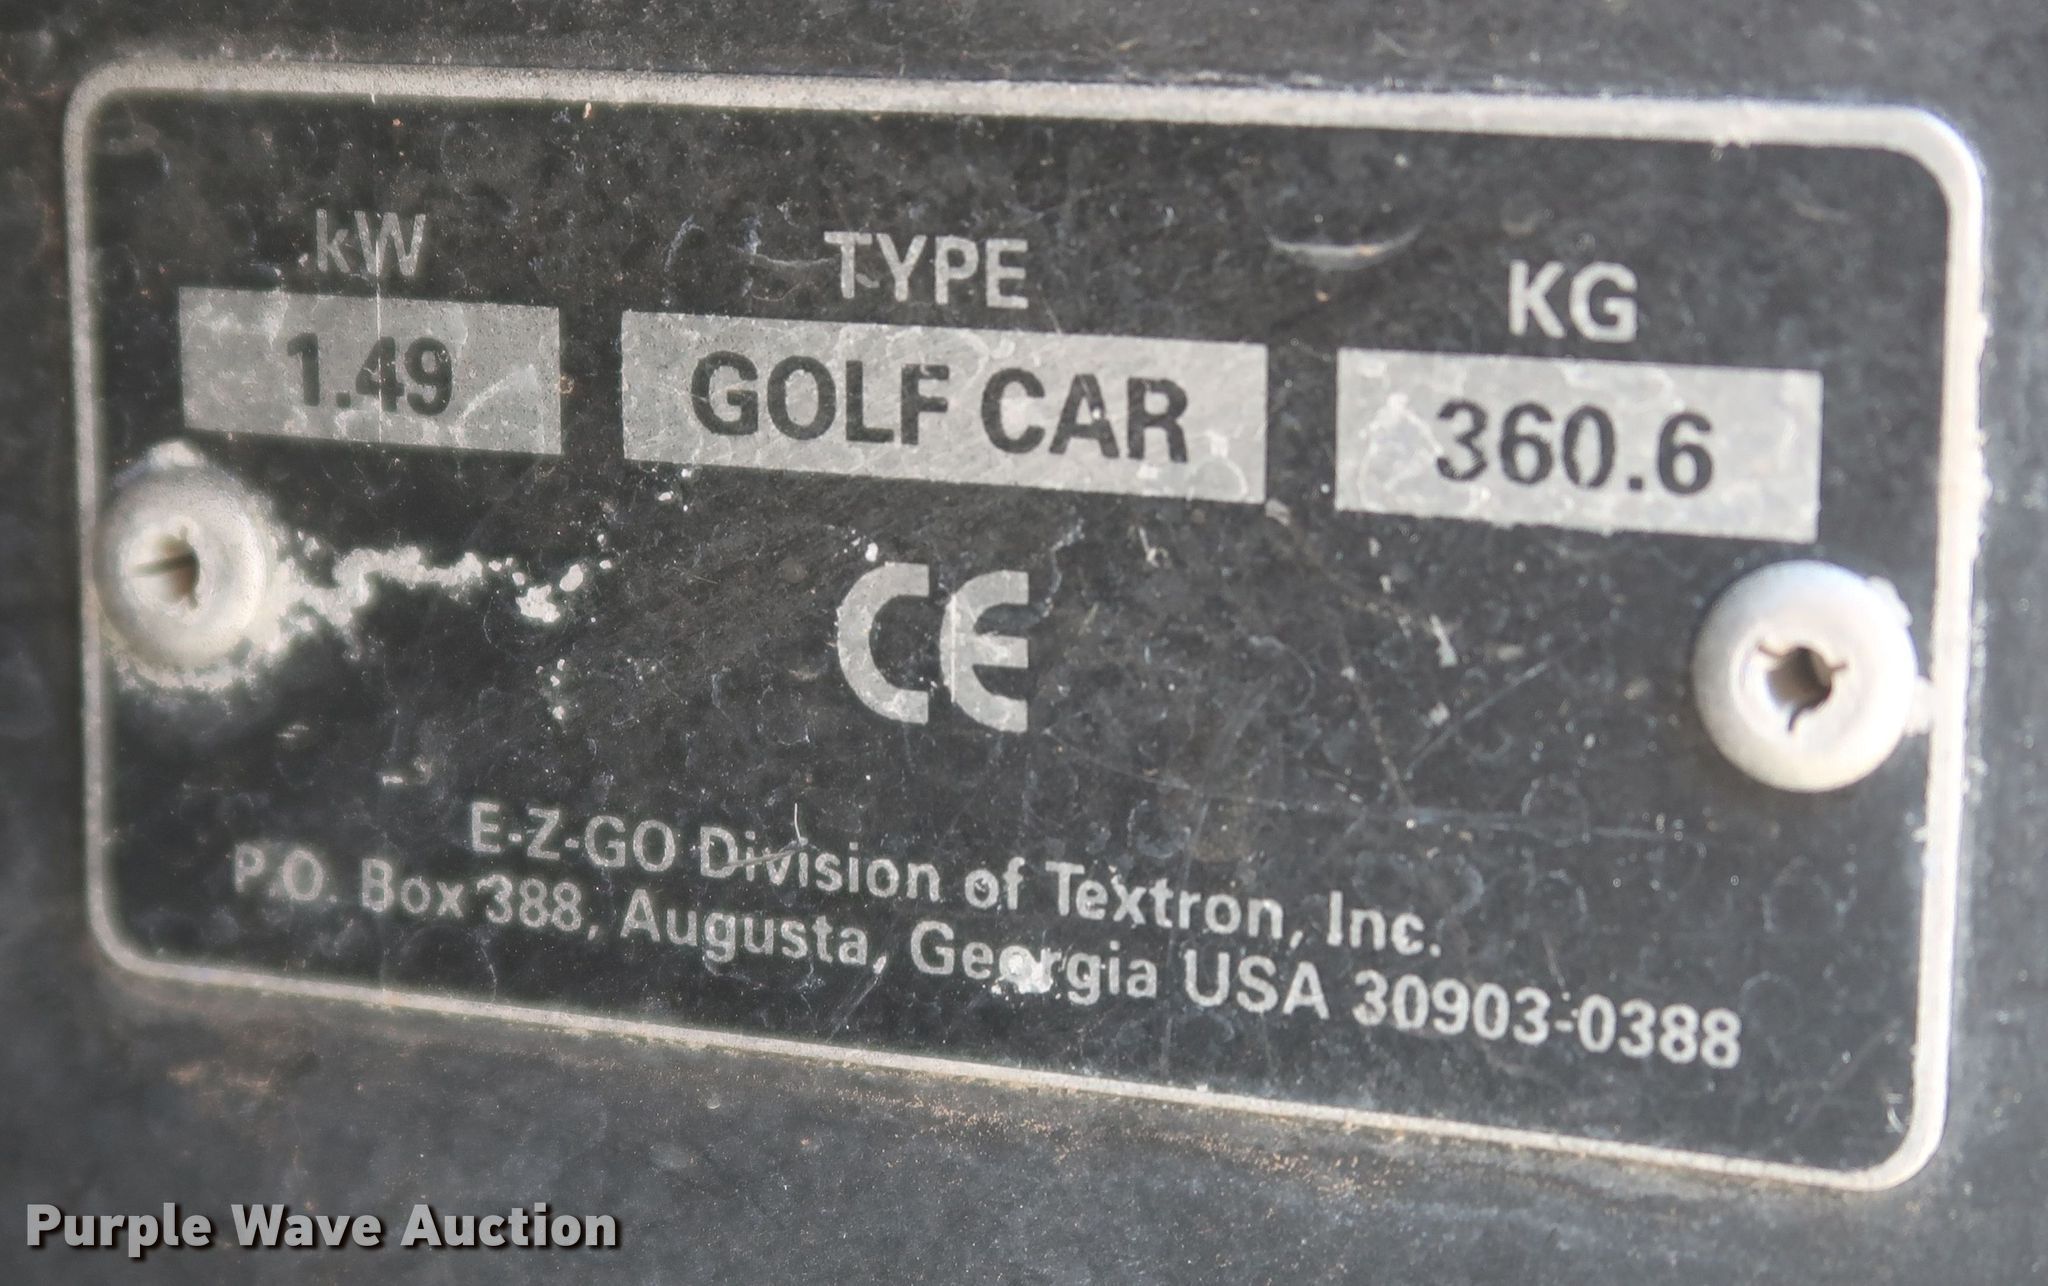 kW TYPE KG
1.49 GOLF CAR 360.6
CE
E-Z-GO Division of Textron, Inc.
P.O. Box 388, Augusta, Georgia USA 30903-0388
Purple Wave Auction